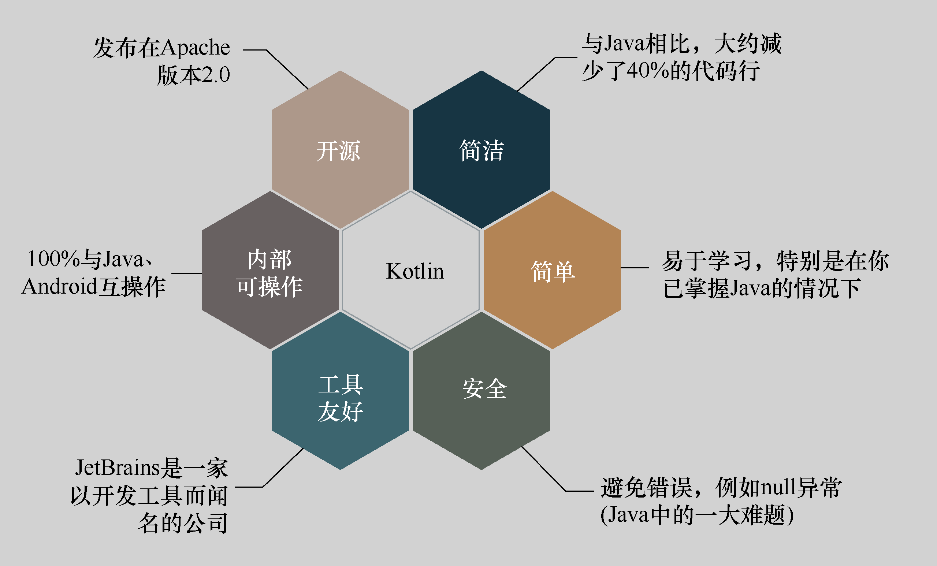 发布在Apache
版本2.0
与Java相比，大约减
少了40%的代码行
开源
简洁
100%与Java、
Android互操作
内部
可操作
Kotlin
简单
易于学习，特别是在你
已掌握Java的情况下
工具
友好
安全
JetBrains是一家
以开发工具而闻
名的公司
避免错误，例如null异常
(Java中的一大难题)